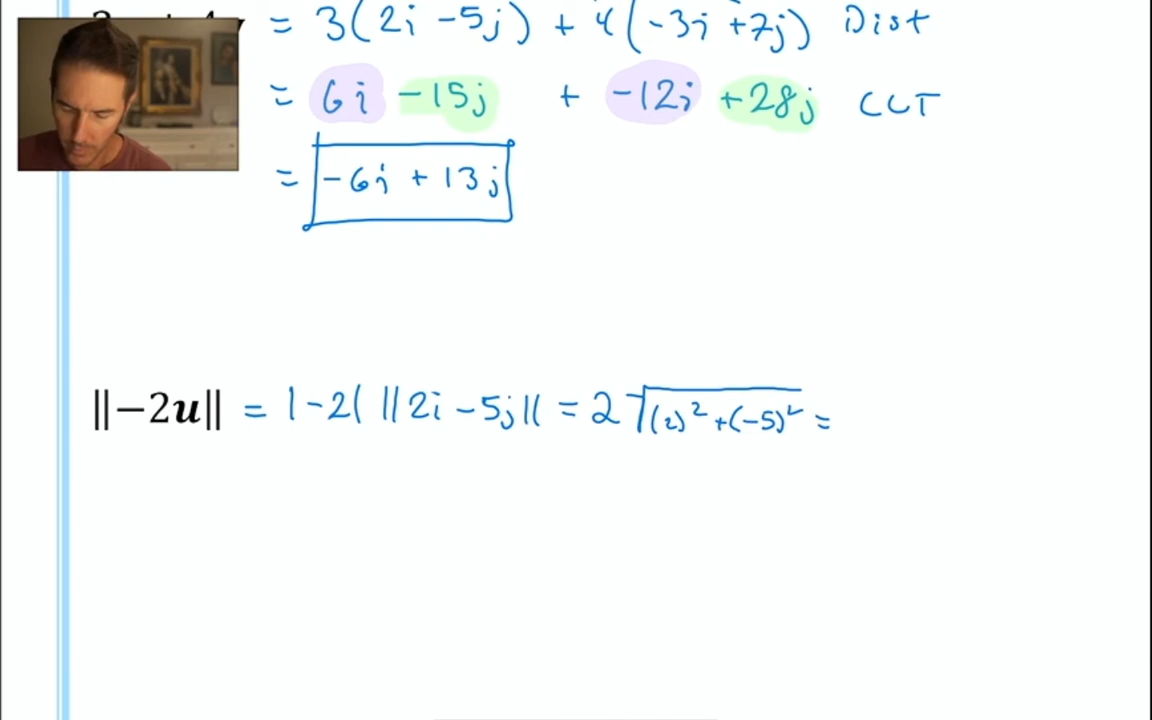 = 3(2i -5j) + 4(-3i +7j) Dist
= 6i -15j + -12i +28j CLT
= -6i + 13j
‖−2u‖ = |-2| ||2i -5j|| = 2 √(2)² +(-5)² =